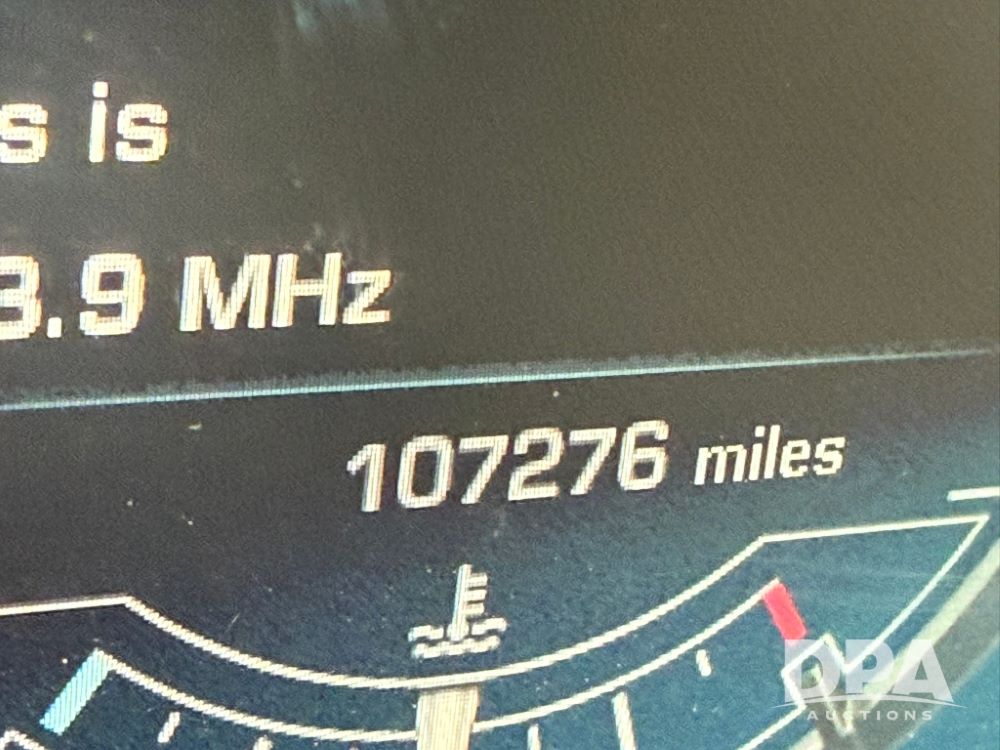 s is
3.9 MHz
107276 miles
DPA
AUCTIONS